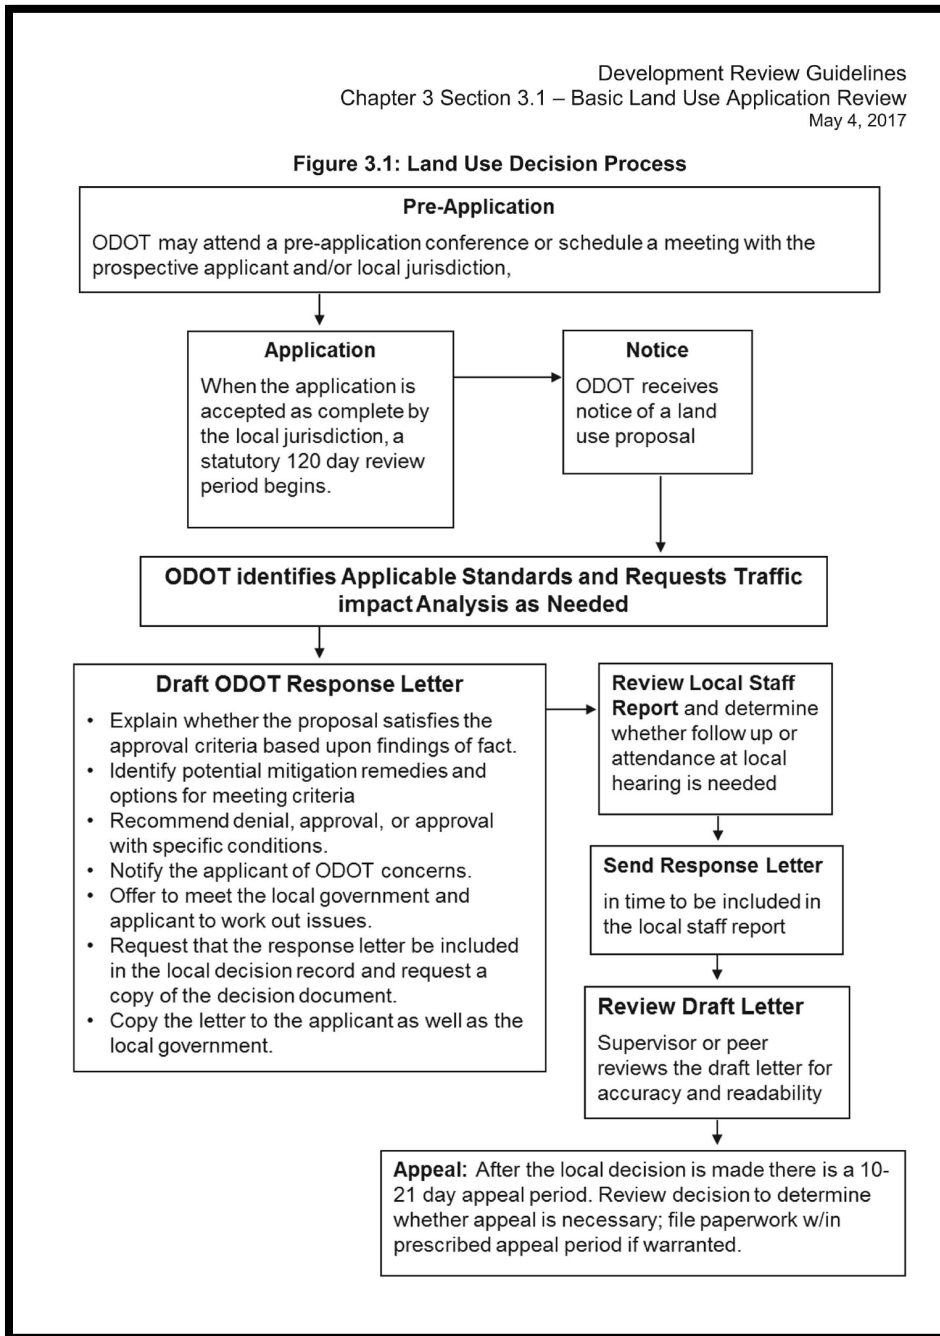 Development Review Guidelines
Chapter 3 Section 3.1 – Basic Land Use Application Review
May 4, 2017
Figure 3.1: Land Use Decision Process
Pre-Application
ODOT may attend a pre-application conference or schedule a meeting with the
prospective applicant and/or local jurisdiction,
Application
When the application is
accepted as complete by
the local jurisdiction, a
statutory 120 day review
period begins.
Notice
ODOT receives
notice of a land
use proposal
ODOT identifies Applicable Standards and Requests Traffic
impact Analysis as Needed
Draft ODOT Response Letter
• Explain whether the proposal satisfies the
approval criteria based upon findings of fact.
• Identify potential mitigation remedies and
options for meeting criteria
• Recommend denial, approval, or approval
with specific conditions.
• Notify the applicant of ODOT concerns.
• Offer to meet the local government and
applicant to work out issues.
• Request that the response letter be included
in the local decision record and request a
copy of the decision document.
• Copy the letter to the applicant as well as the
local government.
Review Local Staff
Report and determine
whether follow up or
attendance at local
hearing is needed
Send Response Letter
in time to be included in
the local staff report
Review Draft Letter
Supervisor or peer
reviews the draft letter for
accuracy and readability
Appeal: After the local decision is made there is a 10-
21 day appeal period. Review decision to determine
whether appeal is necessary; file paperwork w/in
prescribed appeal period if warranted.